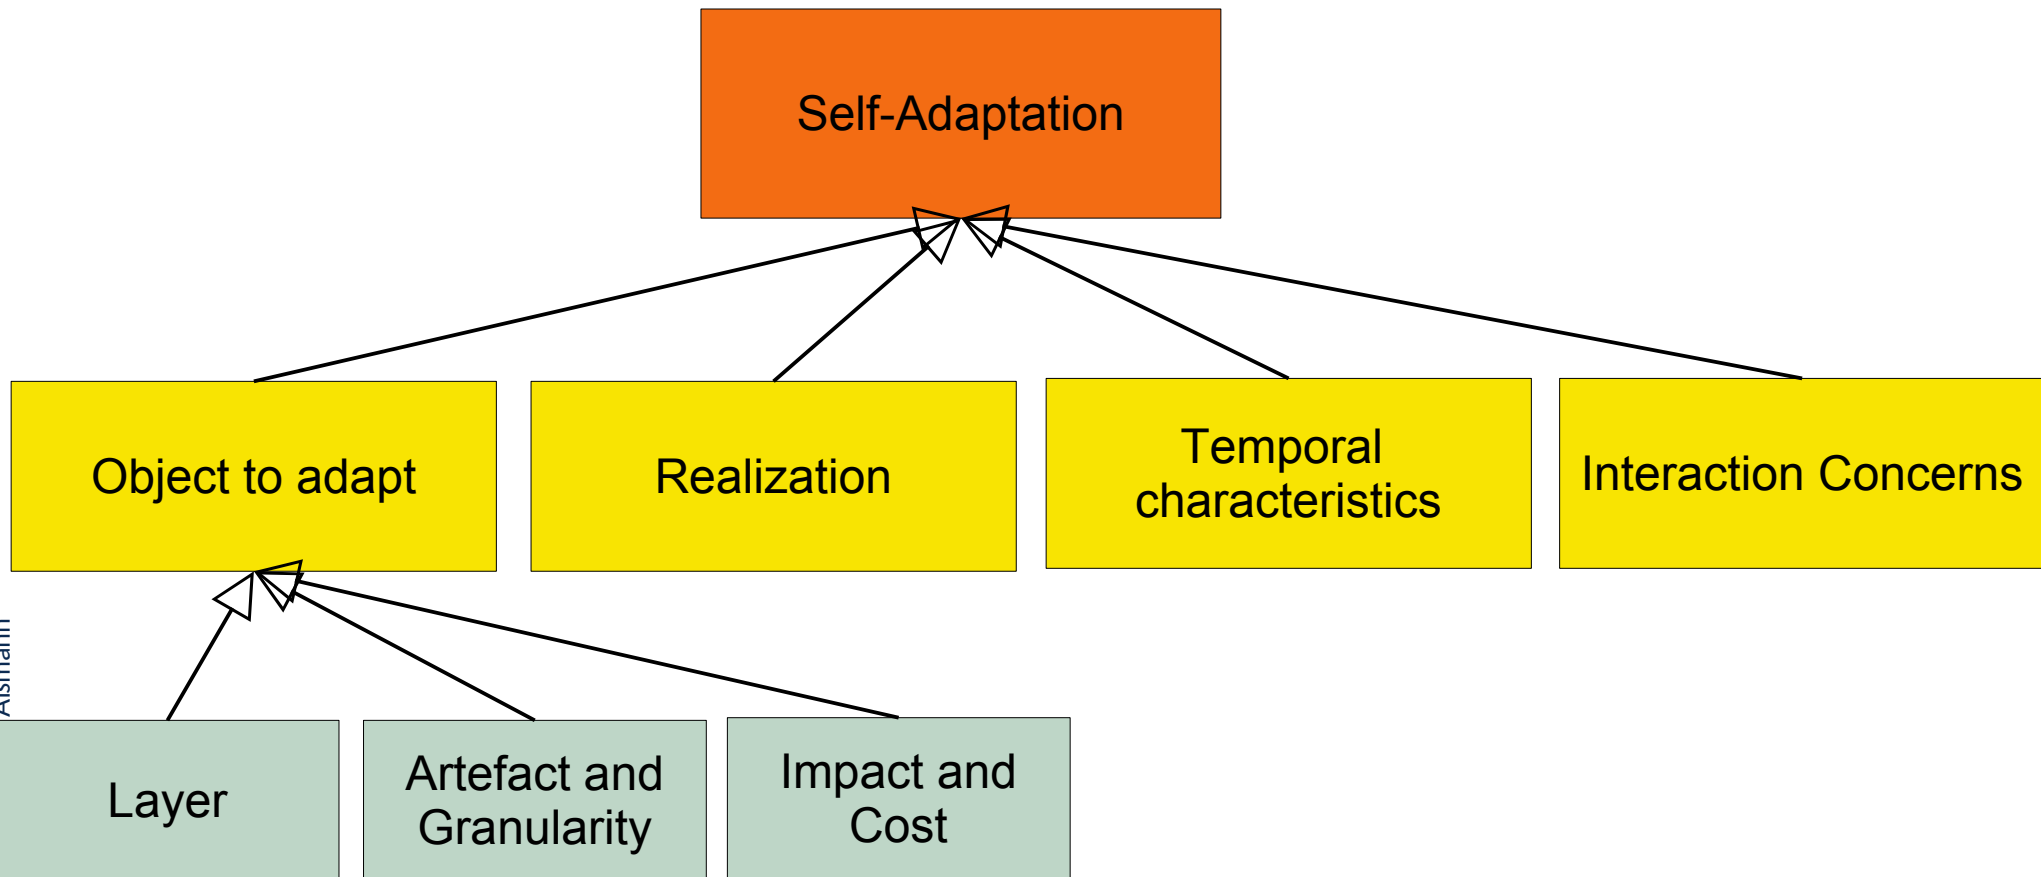 Self-Adaptation
Object to adapt
Realization
Temporal
characteristics
Interaction Concerns
Layer
Artefact and
Granularity
Impact and
Cost